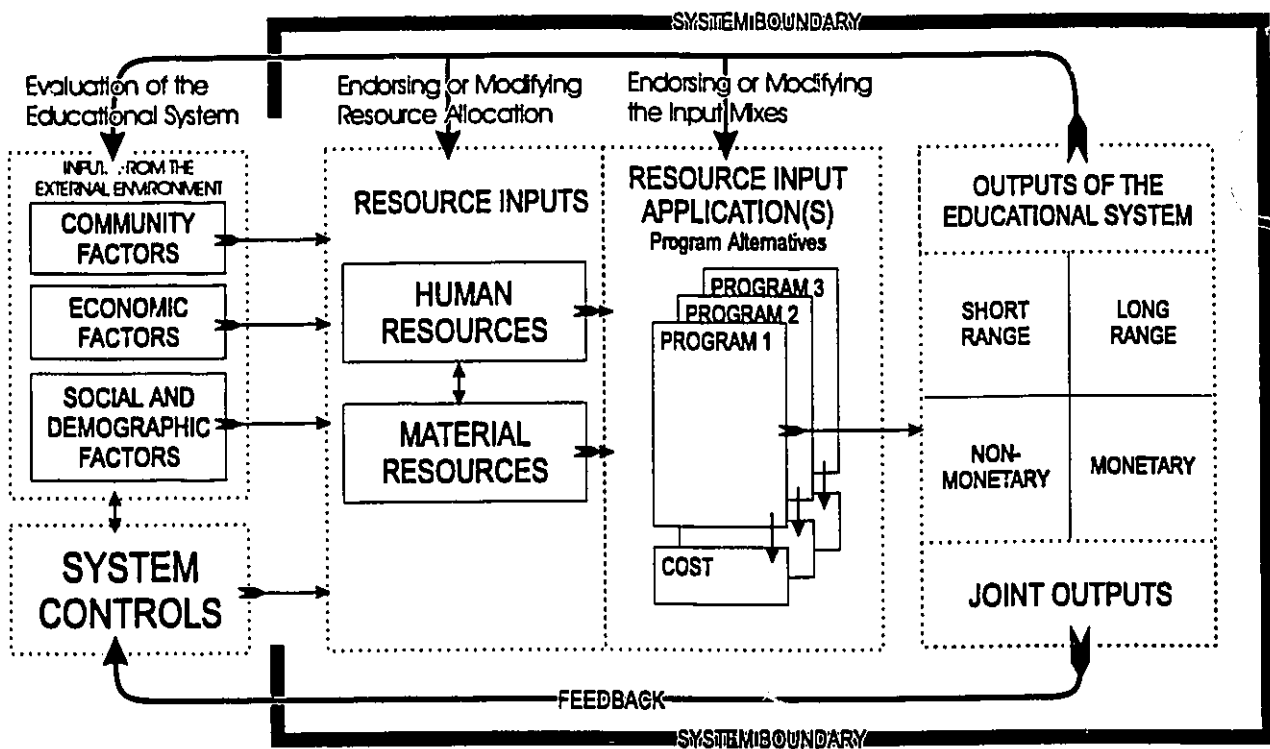 SYSTEM BOUNDARY
Evaluation of the
Educational System
Endorsing or Modifying
Resource Allocation
Endorsing or Modifying
the Input Mixes
FROM THE
EXTERNAL ENVIRONMENT
COMMUNITY
FACTORS
ECONOMIC
FACTORS
SOCIAL AND
DEMOGRAPHIC
FACTORS
SYSTEM
CONTROLS
RESOURCE INPUTS
HUMAN
RESOURCES
MATERIAL
RESOURCES
RESOURCE INPUT
APPLICATION(S)
Program Alternatives
PROGRAM 3
PROGRAM 2
PROGRAM 1
COST
OUTPUTS OF THE
EDUCATIONAL SYSTEM
SHORT
RANGE
LONG
RANGE
NON-
MONETARY
MONETARY
JOINT OUTPUTS
FEEDBACK
SYSTEM BOUNDARY